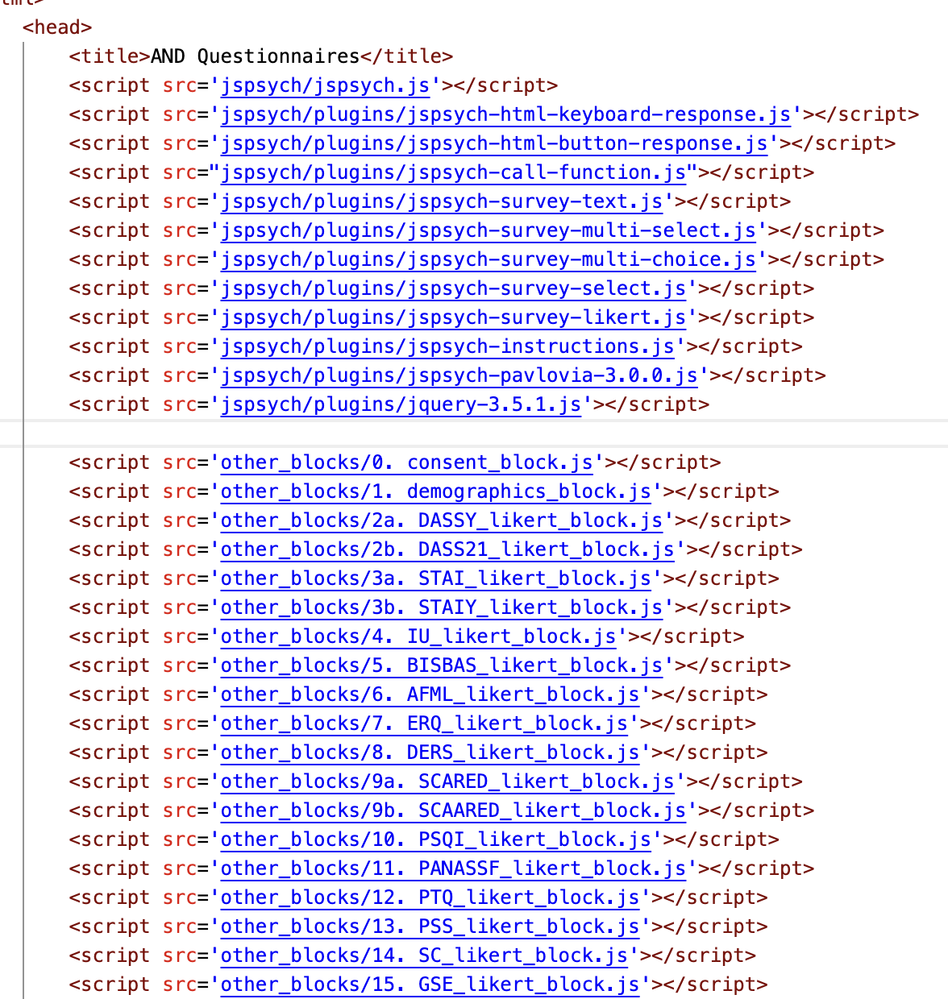 tml>
<head>
<title>AND Questionnaires</title>
<script src='jspsych/jspsych.js'></script>
<script src='jspsych/plugins/jspsych-html-keyboard-response.js'></script>
<script src='jspsych/plugins/jspsych-html-button-response.js'></script>
<script src="jspsych/plugins/jspsych-call-function.js"></script>
<script src='jspsych/plugins/jspsych-survey-text.js'></script>
<script src='jspsych/plugins/jspsych-survey-multi-select.js'></script>
<script src='jspsych/plugins/jspsych-survey-multi-choice.js'></script>
<script src='jspsych/plugins/jspsych-survey-select.js'></script>
<script src='jspsych/plugins/jspsych-survey-likert.js'></script>
<script src='jspsych/plugins/jspsych-instructions.js'></script>
<script src='jspsych/plugins/jspsych-pavlovia-3.0.0.js'></script>
<script src='jspsych/plugins/jquery-3.5.1.js'></script>
<script src='other_blocks/0. consent_block.js'></script>
<script src='other_blocks/1. demographics_block.js'></script>
<script src='other_blocks/2a. DASSY_likert_block.js'></script>
<script src='other_blocks/2b. DASS21_likert_block.js'></script>
<script src='other_blocks/3a. STAI_likert_block.js'></script>
<script src='other_blocks/3b. STAIY_likert_block.js'></script>
<script src='other_blocks/4. IU_likert_block.js'></script>
<script src='other_blocks/5. BISBAS_likert_block.js'></script>
<script src='other_blocks/6. AFML_likert_block.js'></script>
<script src='other_blocks/7. ERQ_likert_block.js'></script>
<script src='other_blocks/8. DERS_likert_block.js'></script>
<script src='other_blocks/9a. SCARED_likert_block.js'></script>
<script src='other_blocks/9b. SCAARED_likert_block.js'></script>
<script src='other_blocks/10. PSQI_likert_block.js'></script>
<script src='other_blocks/11. PANASSF_likert_block.js'></script>
<script src='other_blocks/12. PTQ_likert_block.js'></script>
<script src='other_blocks/13. PSS_likert_block.js'></script>
<script src='other_blocks/14. SC_likert_block.js'></script>
<script src='other_blocks/15. GSE_likert_block.js'></script>